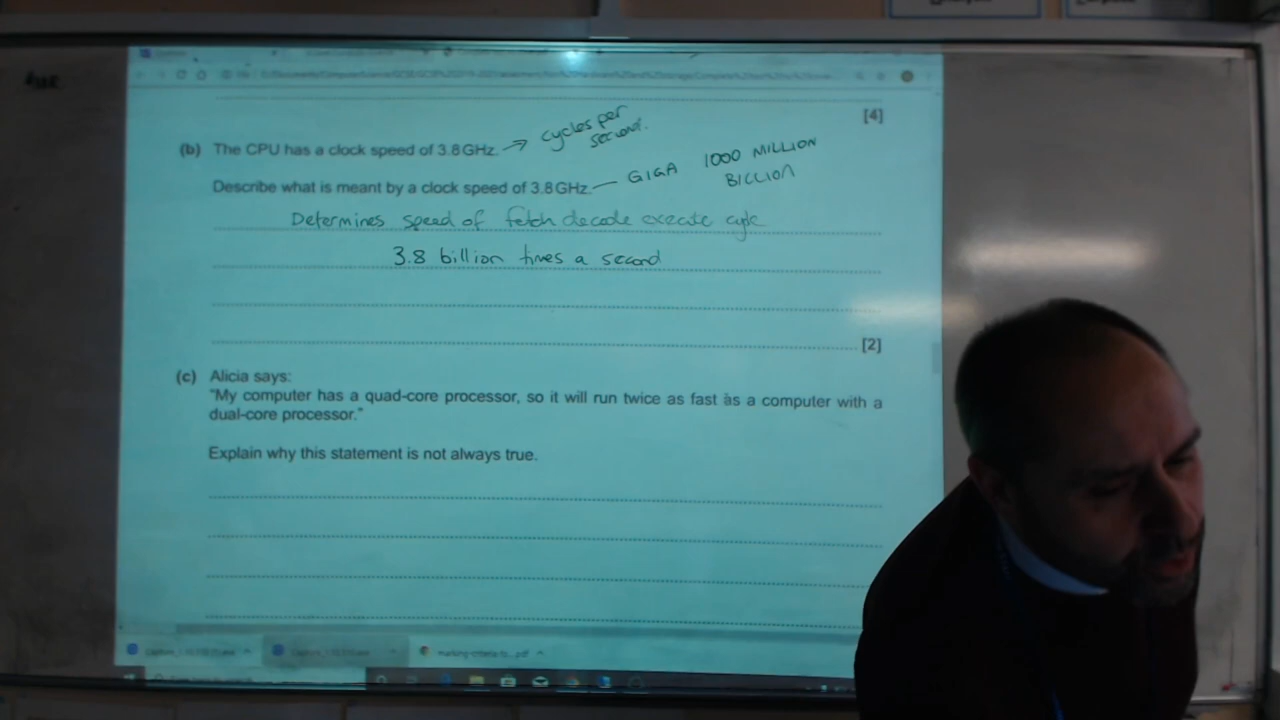 [4]
cycles per
second.
(b) The CPU has a clock speed of 3.8 GHz.
1000 MILLION
GIGA
BILLION
Describe what is meant by a clock speed of 3.8 GHz.
Determines speed of fetch decode execute cycle
3.8 billion times a second
[2]
(c) Alicia says:
"My computer has a quad-core processor, so it will run twice as fast as a computer with a
dual-core processor."
Explain why this statement is not always true.